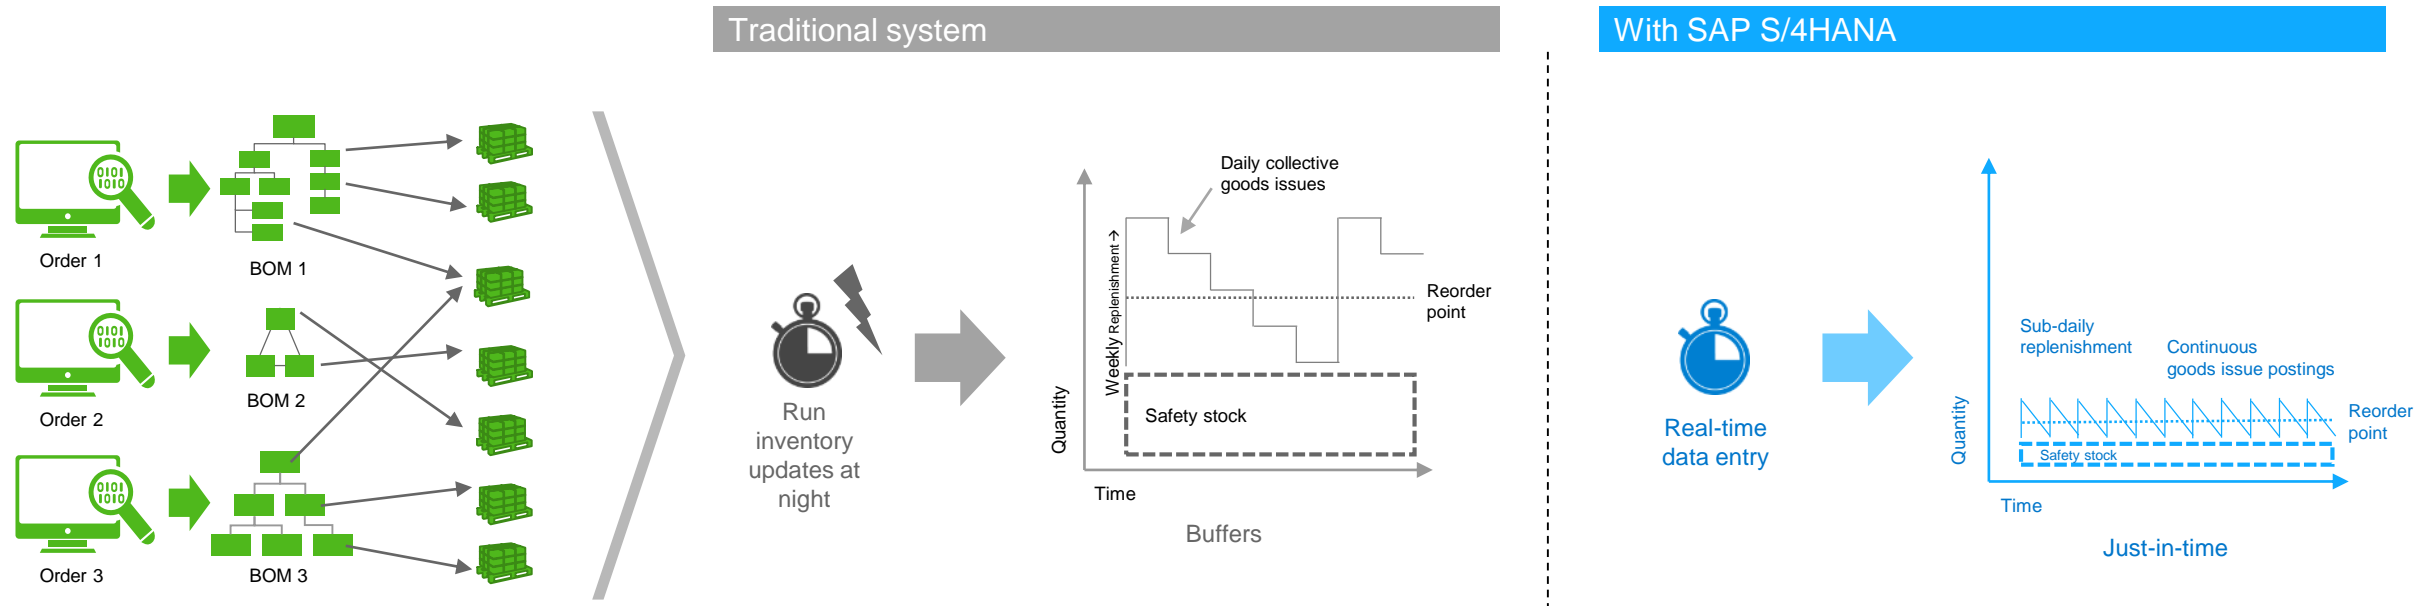 Traditional system
With SAP S/4HANA
0101
1010
Order 1
BOM 1
0101
1010
Order 2
BOM 2
0101
1010
Order 3
BOM 3
Run
inventory
updates at
night
Daily collective
goods issues
Weekly Replenishment →
Quantity
Reorder
point
Safety stock
Time
Buffers
Real-time
data entry
Sub-daily
replenishment
Continuous
goods issue postings
Quantity
Reorder
point
Safety stock
Time
Just-in-time